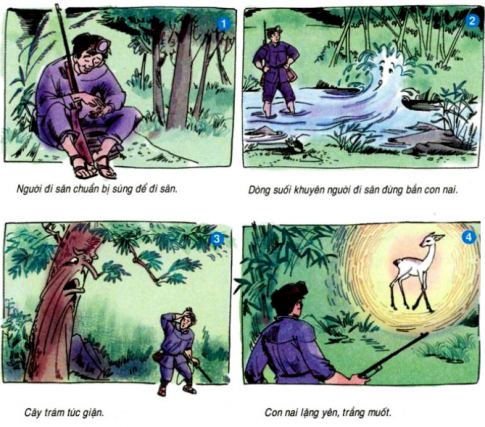 1
Người đi săn chuẩn bị súng để đi săn.
2
Dòng suối khuyên người đi săn đừng bắn con nai.
3
Cây trám túc giận.
4
Con nai lặng yên, trắng muốt.